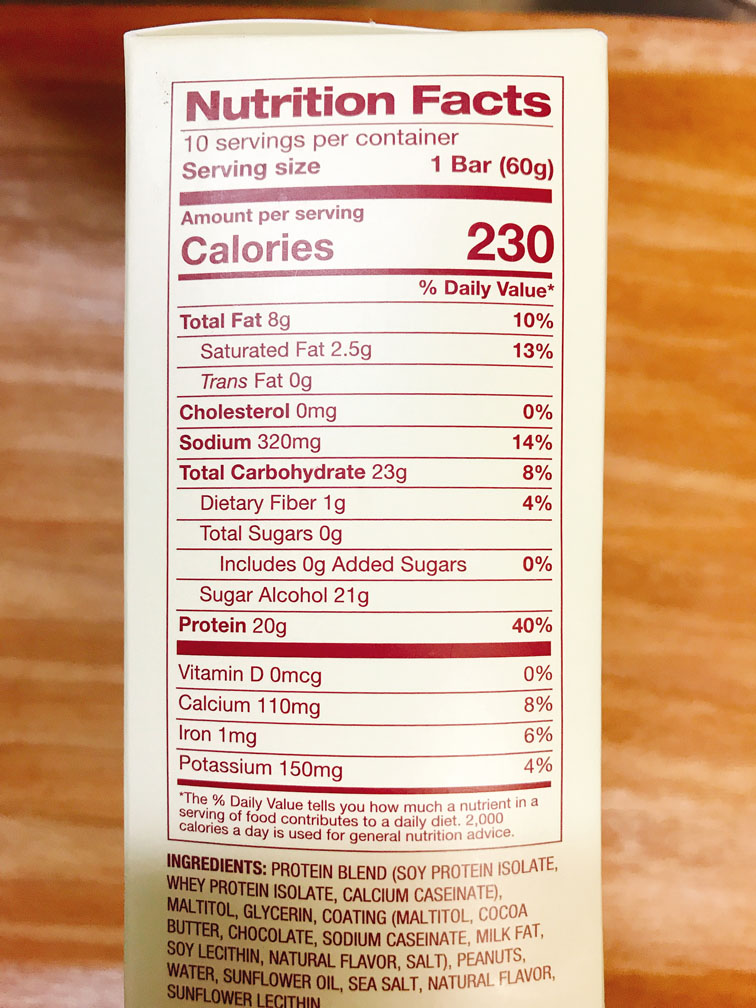 Nutrition Facts
10 servings per container
Serving size 1 Bar (60g)
Amount per serving
Calories 230
% Daily Value*
Total Fat 8g 10%
Saturated Fat 2.5g 13%
Trans Fat 0g
Cholesterol 0mg 0%
Sodium 320mg 14%
Total Carbohydrate 23g 8%
Dietary Fiber 1g 4%
Total Sugars 0g
Includes 0g Added Sugars 0%
Sugar Alcohol 21g
Protein 20g 40%
Vitamin D 0mcg 0%
Calcium 110mg 8%
Iron 1mg 6%
Potassium 150mg 4%
*The % Daily Value tells you how much a nutrient in a
serving of food contributes to a daily diet. 2,000
calories a day is used for general nutrition advice.
INGREDIENTS: PROTEIN BLEND (SOY PROTEIN ISOLATE,
WHEY PROTEIN ISOLATE, CALCIUM CASEINATE),
MALTITOL, GLYCERIN, COATING (MALTITOL, COCOA
BUTTER, CHOCOLATE, SODIUM CASEINATE, MILK FAT,
SOY LECITHIN, NATURAL FLAVOR, SALT), PEANUTS,
WATER, SUNFLOWER OIL, SEA SALT, NATURAL FLAVOR,
SUNFLOWER LECITHIN